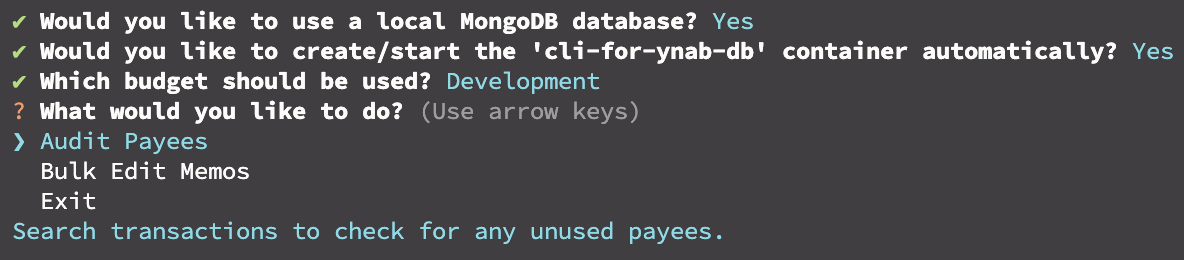 ✔ Would you like to use a local MongoDB database? Yes
✔ Would you like to create/start the 'cli-for-ynab-db' container automatically? Yes
✔ Which budget should be used? Development
? What would you like to do? (Use arrow keys)
❯ Audit Payees
Bulk Edit Memos
Exit
Search transactions to check for any unused payees.